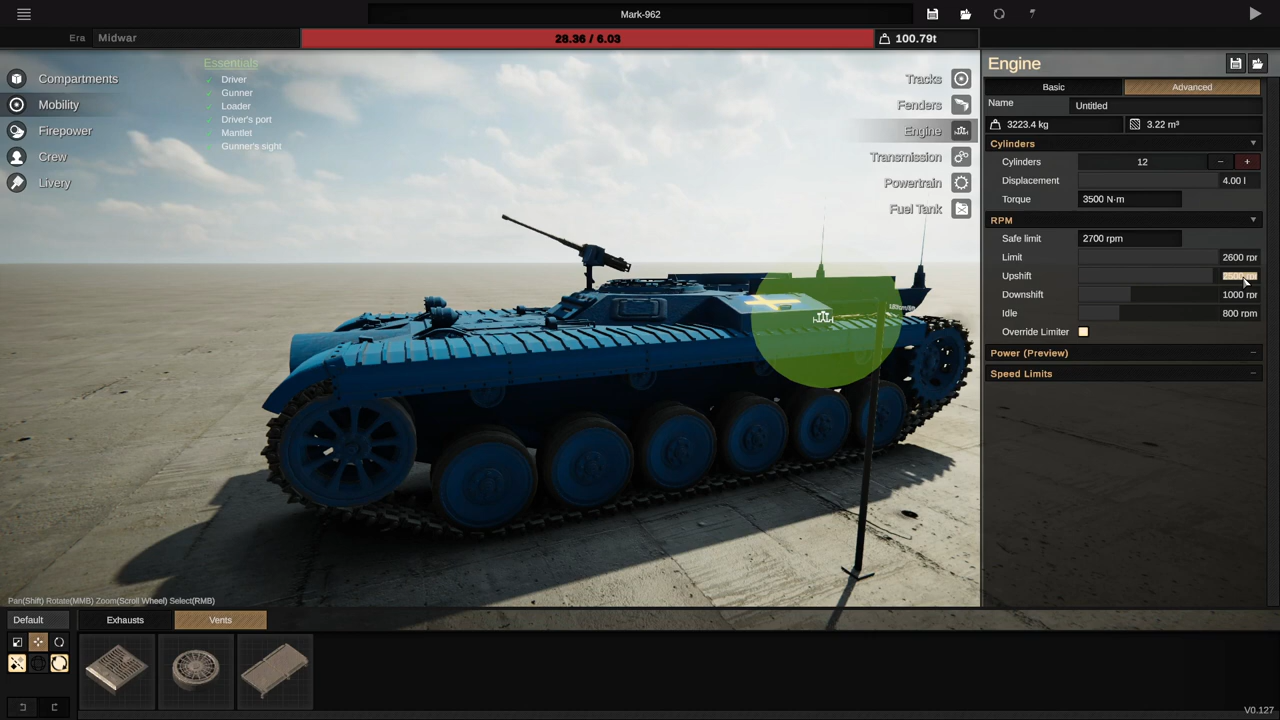 Mark-962
Era
Midwar
28.36 / 6.03
100.79t
Compartments
Mobility
Firepower
Crew
Livery
Essentials
Driver
Gunner
Loader
Driver's port
Mantlet
Gunner's sight
Tracks
Fenders
Engine
Transmission
Powertrain
Fuel Tank
Engine
Basic
Advanced
Name
Untitled
3223.4 kg
3.22 m³
Cylinders
Cylinders
12
Displacement
4.00 l
Torque
3500 N·m
RPM
Safe limit
2700 rpm
Limit
2600 rpr
Upshift
Downshift
1000 rpr
Idle
800 rpm
Override Limiter
Power (Preview)
Speed Limits
Pan(Shift) Rotate(MMB) Zoom(Scroll Wheel) Select(RMB)
Default
Exhausts
Vents
V0.127